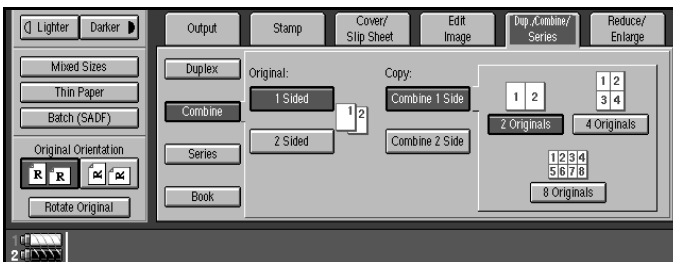 Lighter
Darker
Mixed Sizes
Thin Paper
Batch (SADF)
Original Orientation
R R
R R
Rotate Original
Output
Stamp
Cover/
Slip Sheet
Edit
Image
Dup./Combine/
Series
Reduce/
Enlarge
Duplex
Combine
Series
Book
Original:
1 Sided
2 Sided
1 2
Copy:
Combine 1 Side
Combine 2 Side
1 2
2 Originals
1 2
3 4
4 Originals
1 2 3 4
5 6 7 8
8 Originals
1
2